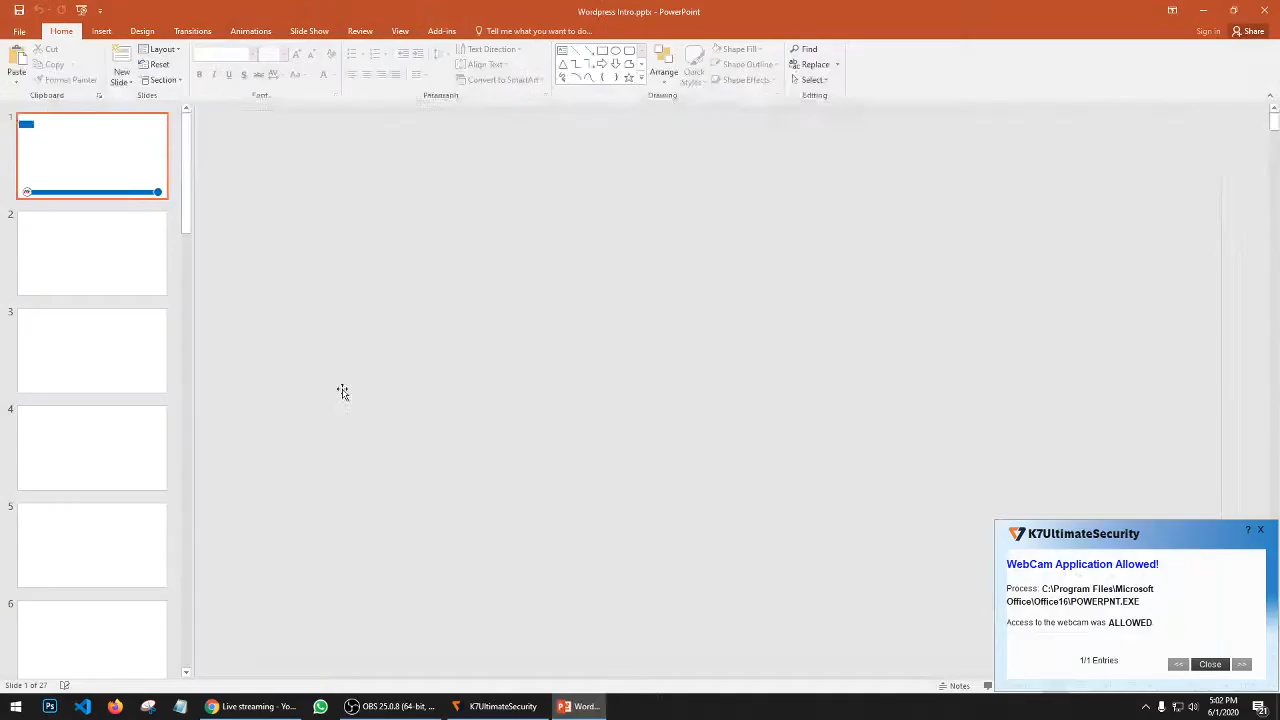 Wordpress Intro.pptx - PowerPoint
File Home Insert Design Transitions Animations Slide Show Review View Add-ins Tell me what you want to do... Sign in Share
Cut Layout Text Direction Shape Fill Find
Paste Copy New Slide Reset Align Text Arrange Quick Styles Shape Outline Replace
Format Painter Section Convert to SmartArt Shape Effects Select
Clipboard Slides Font Paragraph Drawing Editing
1
2
3
4
5
6
K7UltimateSecurity ? X
WebCam Application Allowed!
Process: C:\Program Files\Microsoft
Office\Office16\POWERPNT.EXE
Access to the webcam was ALLOWED.
1/1 Entries << Close >>
Slide 1 of 27 Notes
Live streaming - Yo... OBS 25.0.8 (64-bit, ... K7UltimateSecurity Word... 5:02 PM
6/1/2020